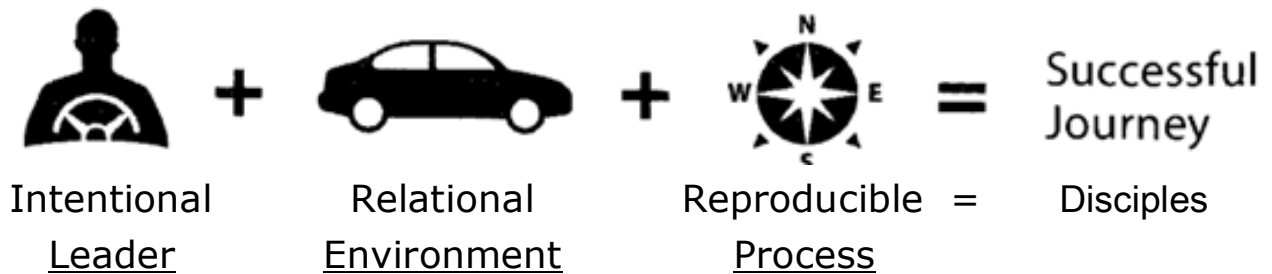 + + N W E S = Successful
Journey
Intentional Relational Reproducible = Disciples
Leader Environment Process